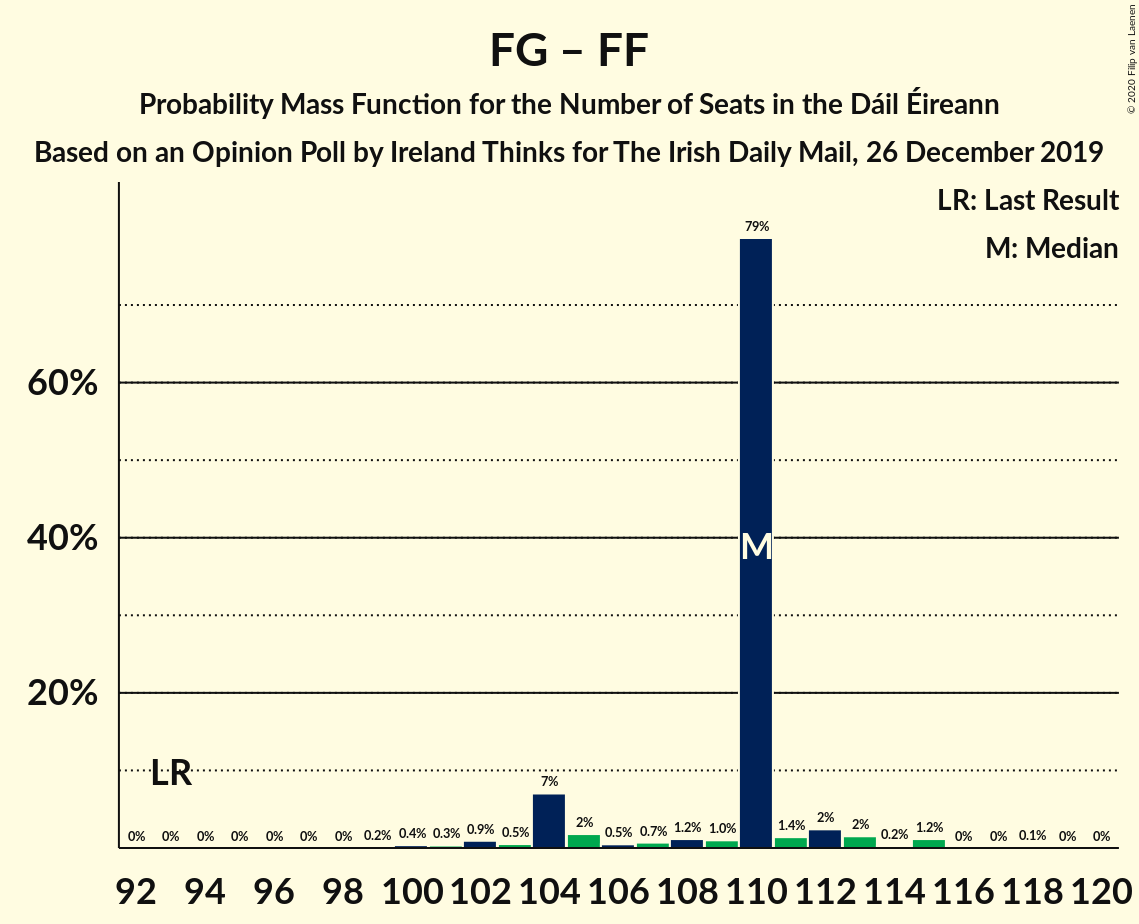 FG – FF
Probability Mass Function for the Number of Seats in the Dáil Éireann
Based on an Opinion Poll by Ireland Thinks for The Irish Daily Mail, 26 December 2019
© 2020 Filip van Laenen
LR: Last Result
M: Median
79%
60%
40%
M
20%
LR
7%
0% 0% 0% 0% 0% 0% 0% 0.2% 0.4% 0.3% 0.9% 0.5% 2% 0.5% 0.7% 1.2% 1.0% 1.4% 2% 2% 0.2% 1.2% 0% 0% 0.1% 0% 0%
92 94 96 98 100 102 104 106 108 110 112 114 116 118 120